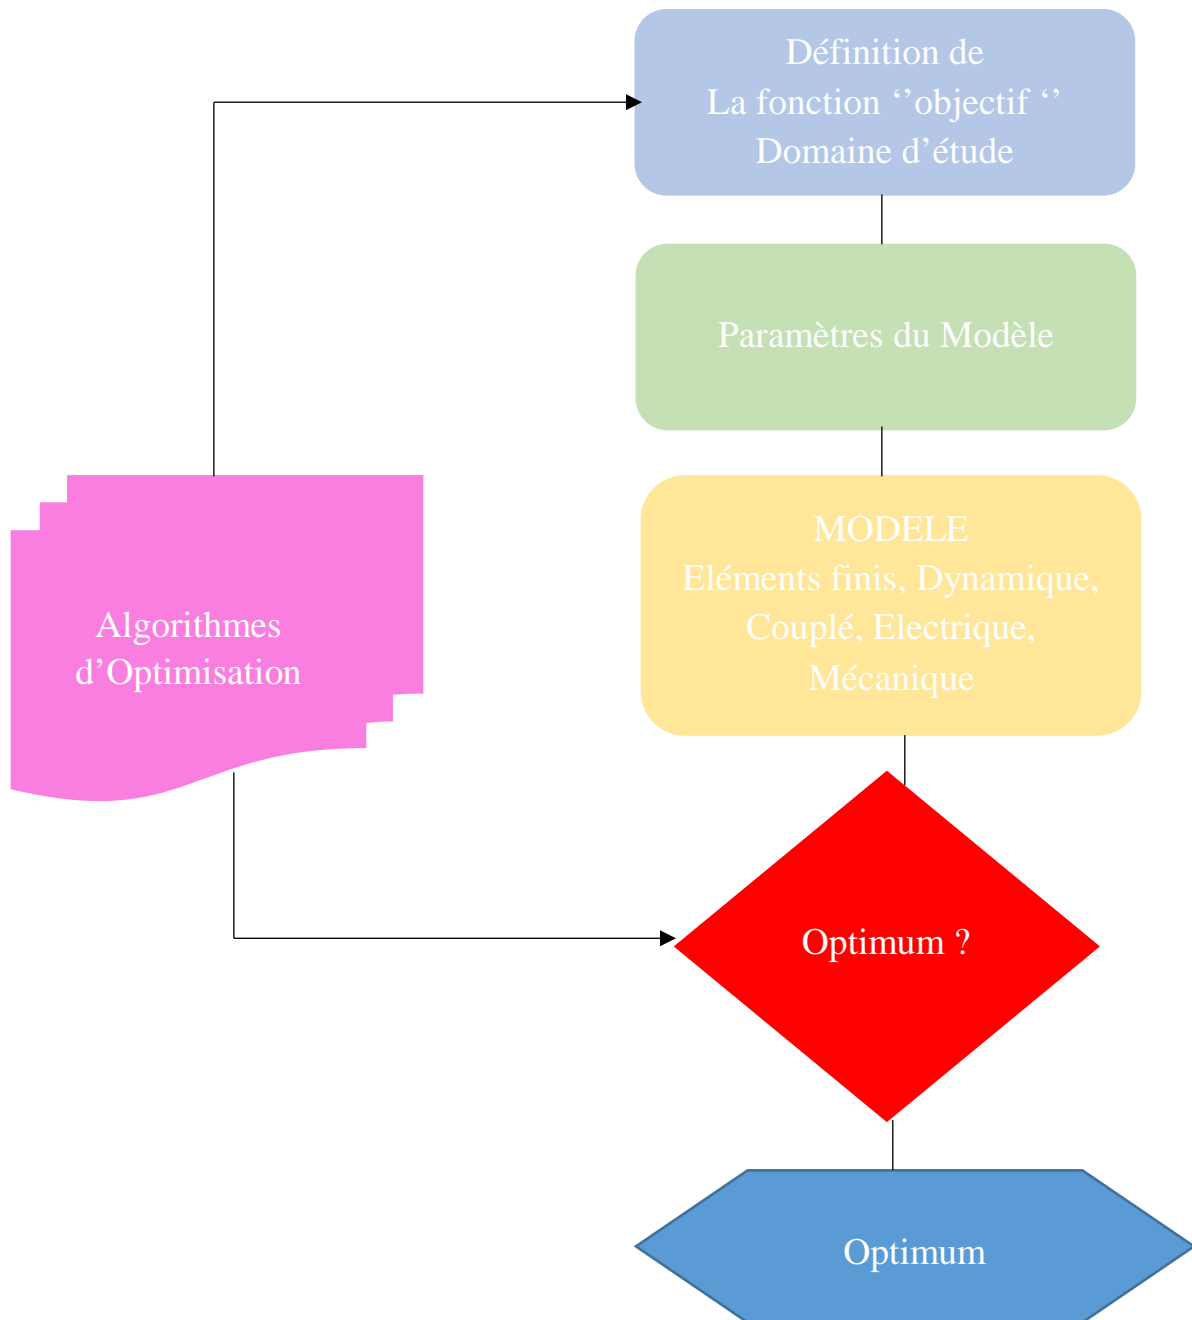 Définition de
La fonction ‘’objectif ‘’
Domaine d’étude
Paramètres du Modèle
MODELE
Eléments finis, Dynamique,
Couplé, Electrique,
Mécanique
Algorithmes
d’Optimisation
Optimum ?
Optimum